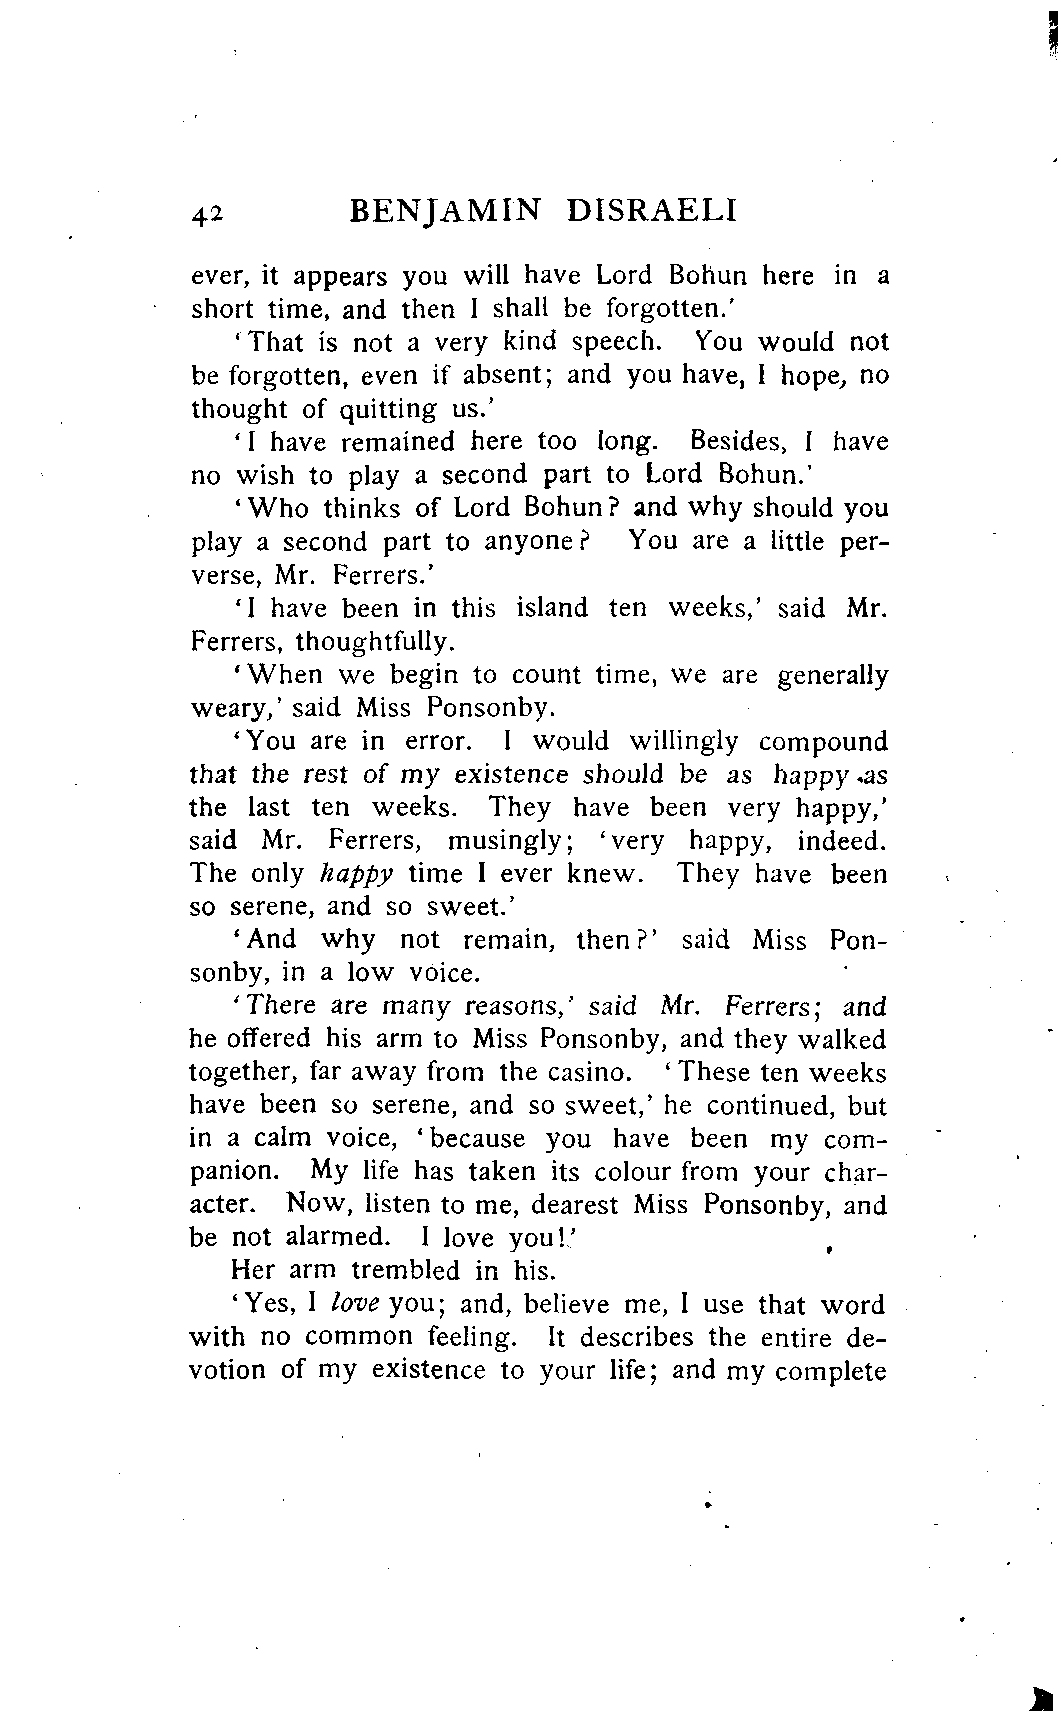 42 BENJAMIN DISRAELI
ever, it appears you will have Lord Bohun here in a
short time, and then I shall be forgotten.'
'That is not a very kind speech. You would not
be forgotten, even if absent; and you have, I hope, no
thought of quitting us.'
'I have remained here too long. Besides, I have
no wish to play a second part to Lord Bohun.'
'Who thinks of Lord Bohun? and why should you
play a second part to anyone? You are a little per-
verse, Mr. Ferrers.'
'I have been in this island ten weeks,' said Mr.
Ferrers, thoughtfully.
'When we begin to count time, we are generally
weary,' said Miss Ponsonby.
'You are in error. I would willingly compound
that the rest of my existence should be as happy as
the last ten weeks. They have been very happy,'
said Mr. Ferrers, musingly; 'very happy, indeed.
The only happy time I ever knew. They have been
so serene, and so sweet.'
'And why not remain, then?' said Miss Pon-
sonby, in a low voice.
'There are many reasons,' said Mr. Ferrers; and
he offered his arm to Miss Ponsonby, and they walked
together, far away from the casino. 'These ten weeks
have been so serene, and so sweet,' he continued, but
in a calm voice, 'because you have been my com-
panion. My life has taken its colour from your char-
acter. Now, listen to me, dearest Miss Ponsonby, and
be not alarmed. I love you!'
Her arm trembled in his.
'Yes, I love you; and, believe me, I use that word
with no common feeling. It describes the entire de-
votion of my existence to your life; and my complete